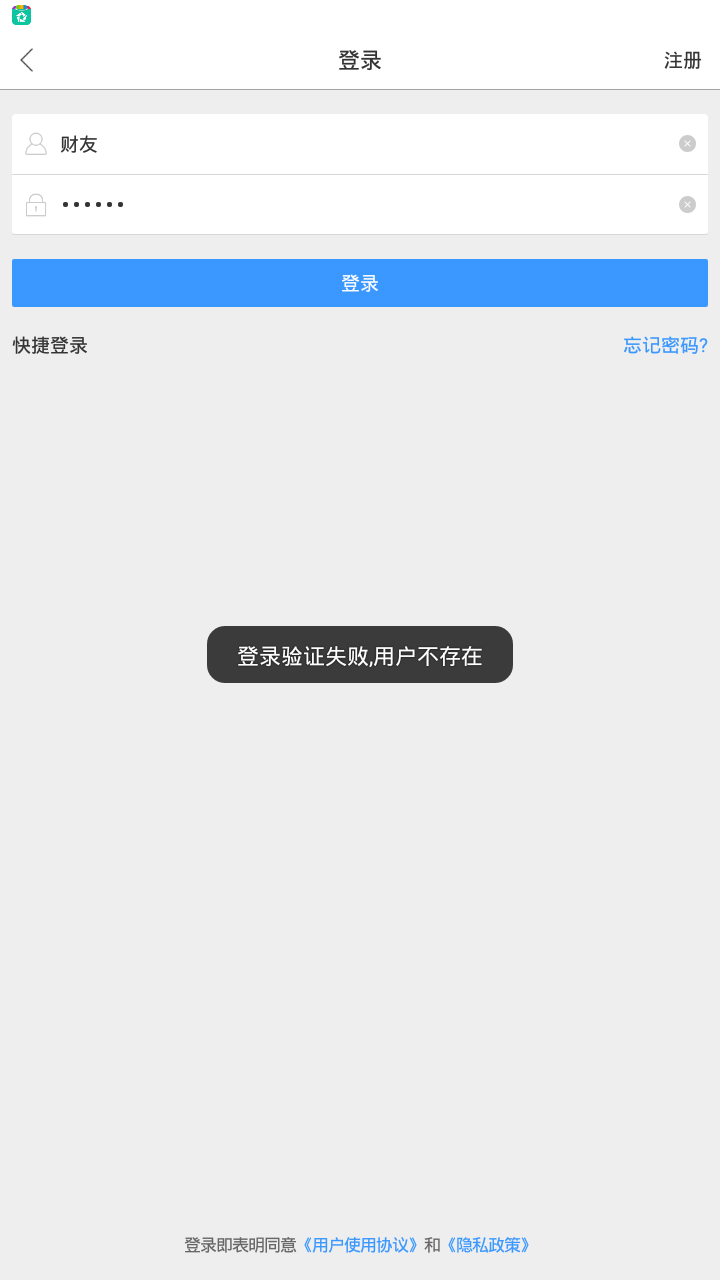 登录
注册
财友
••••••
登录
快捷登录
忘记密码?
登录验证失败,用户不存在
登录即表明同意《用户使用协议》和《隐私政策》